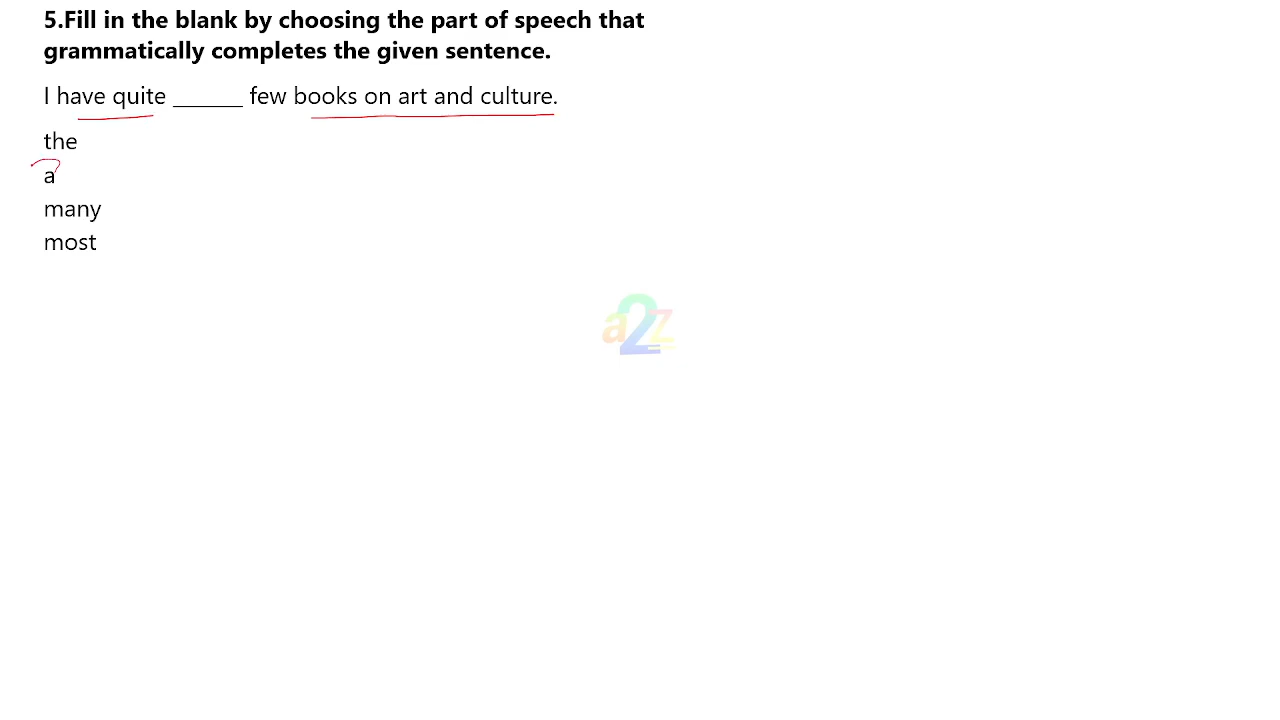 5.Fill in the blank by choosing the part of speech that
grammatically completes the given sentence.
I have quite ______ few books on art and culture.
the
a
many
most
a2z